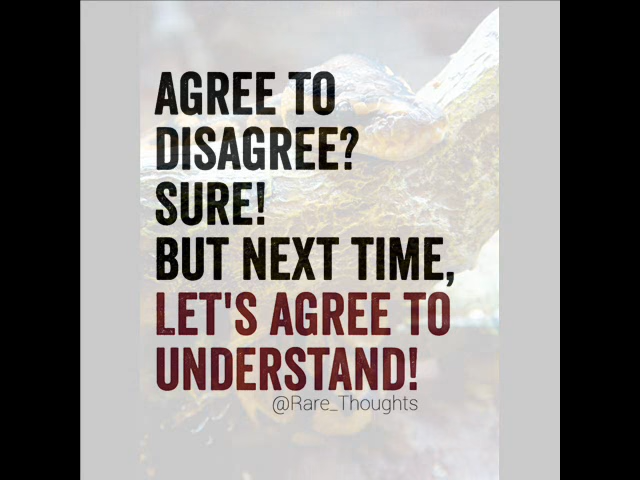 AGREE TO
DISAGREE?
SURE!
BUT NEXT TIME,
LET'S AGREE TO
UNDERSTAND!
@Rare_Thoughts